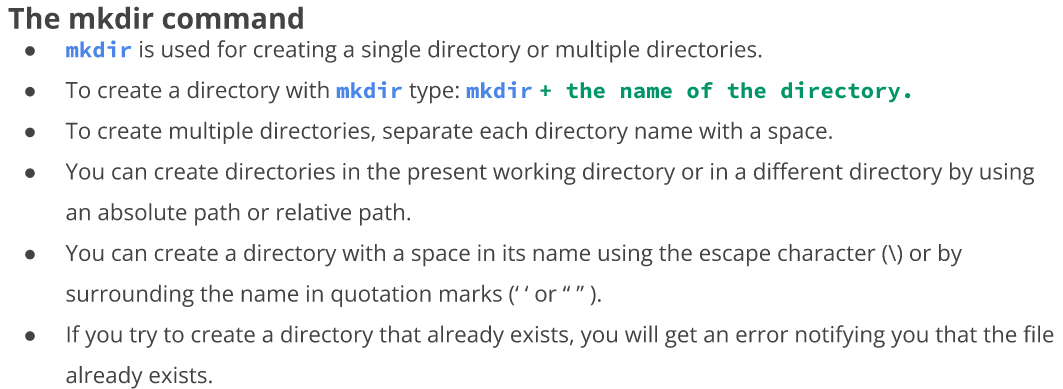 The mkdir command
● mkdir is used for creating a single directory or multiple directories.
● To create a directory with mkdir type: mkdir + the name of the directory.
● To create multiple directories, separate each directory name with a space.
● You can create directories in the present working directory or in a different directory by using
an absolute path or relative path.
● You can create a directory with a space in its name using the escape character (\) or by
surrounding the name in quotation marks (‘ ‘ or “ ” ).
● If you try to create a directory that already exists, you will get an error notifying you that the file
already exists.